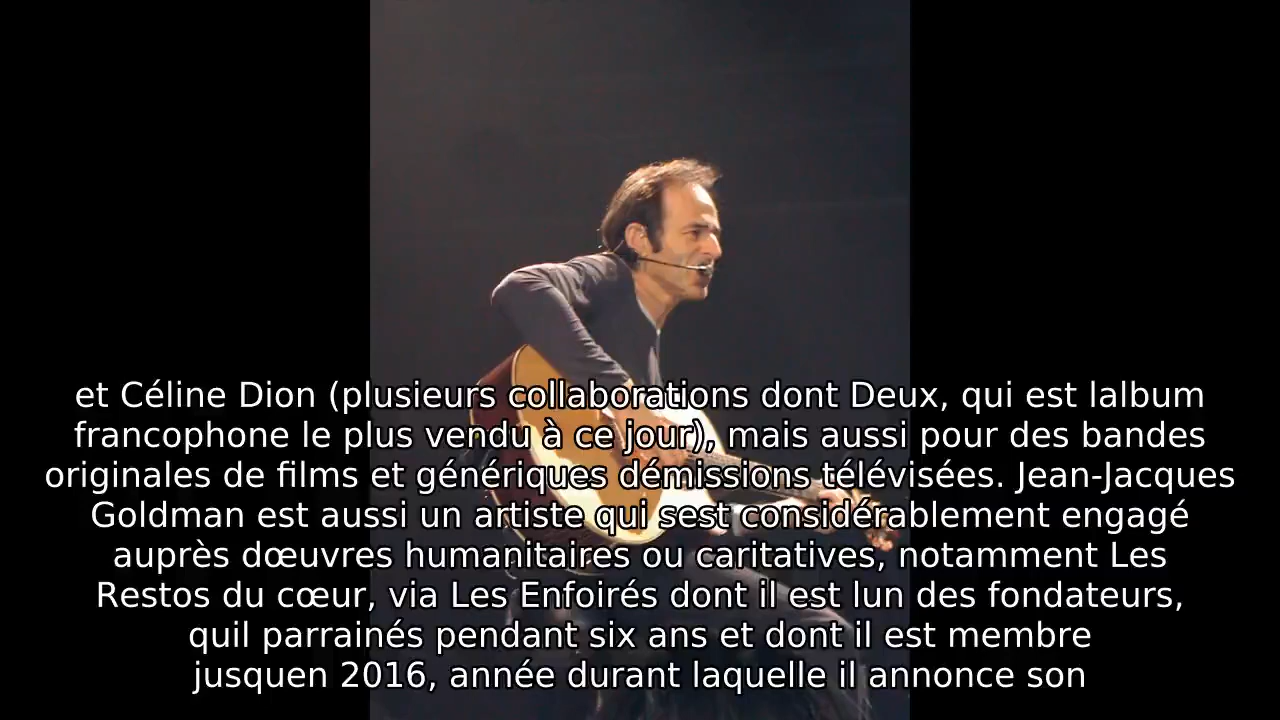 et Céline Dion (plusieurs collaborations dont Deux, qui est lalbum
francophone le plus vendu à ce jour), mais aussi pour des bandes
originales de films et génériques démissions télévisées. Jean-Jacques
Goldman est aussi un artiste qui sest considérablement engagé
auprès dœuvres humanitaires ou caritatives, notamment Les
Restos du cœur, via Les Enfoirés dont il est lun des fondateurs,
quil parrainés pendant six ans et dont il est membre
jusquen 2016, année durant laquelle il annonce son